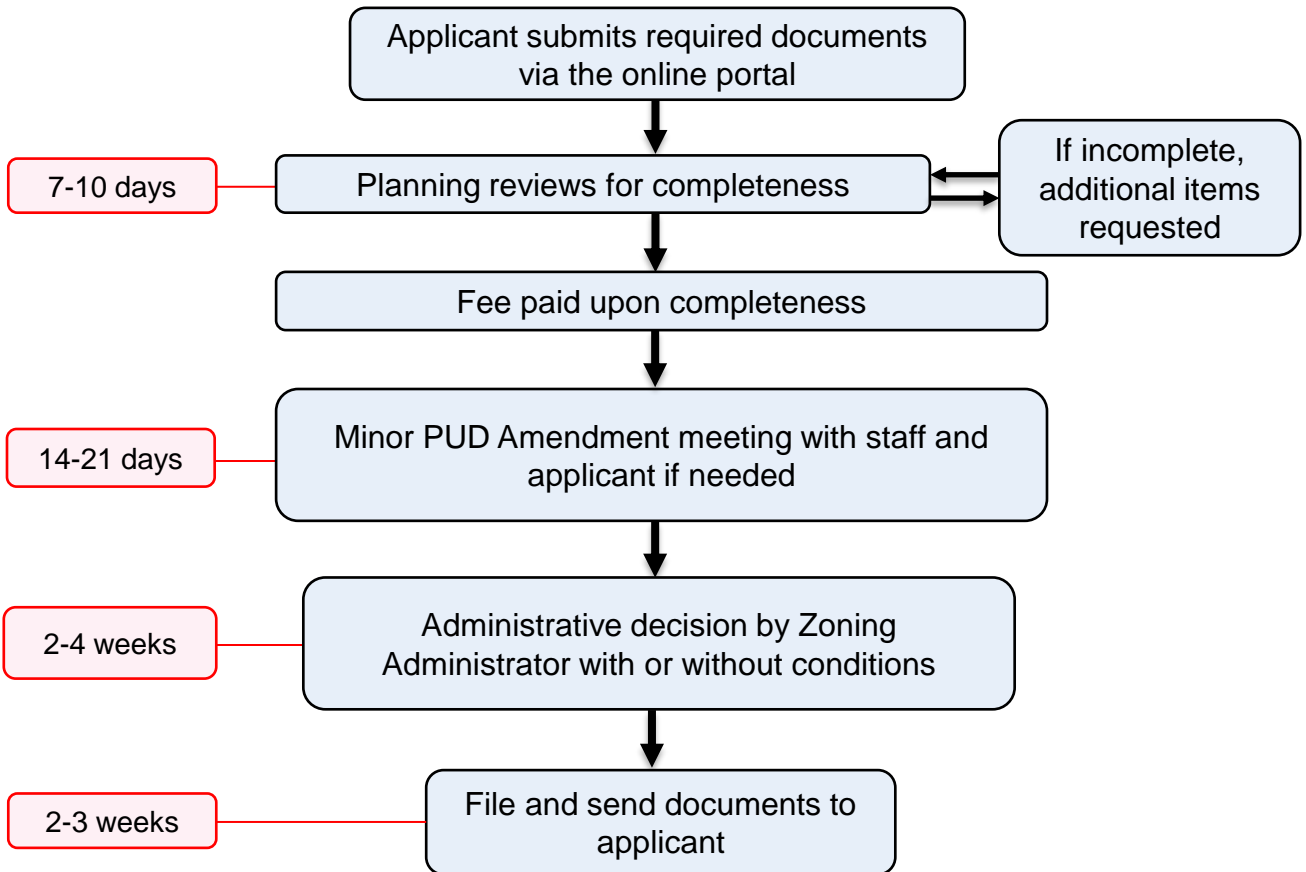 Applicant submits required documents
via the online portal
7-10 days
Planning reviews for completeness
If incomplete,
additional items
requested
Fee paid upon completeness
14-21 days
Minor PUD Amendment meeting with staff and
applicant if needed
2-4 weeks
Administrative decision by Zoning
Administrator with or without conditions
2-3 weeks
File and send documents to
applicant